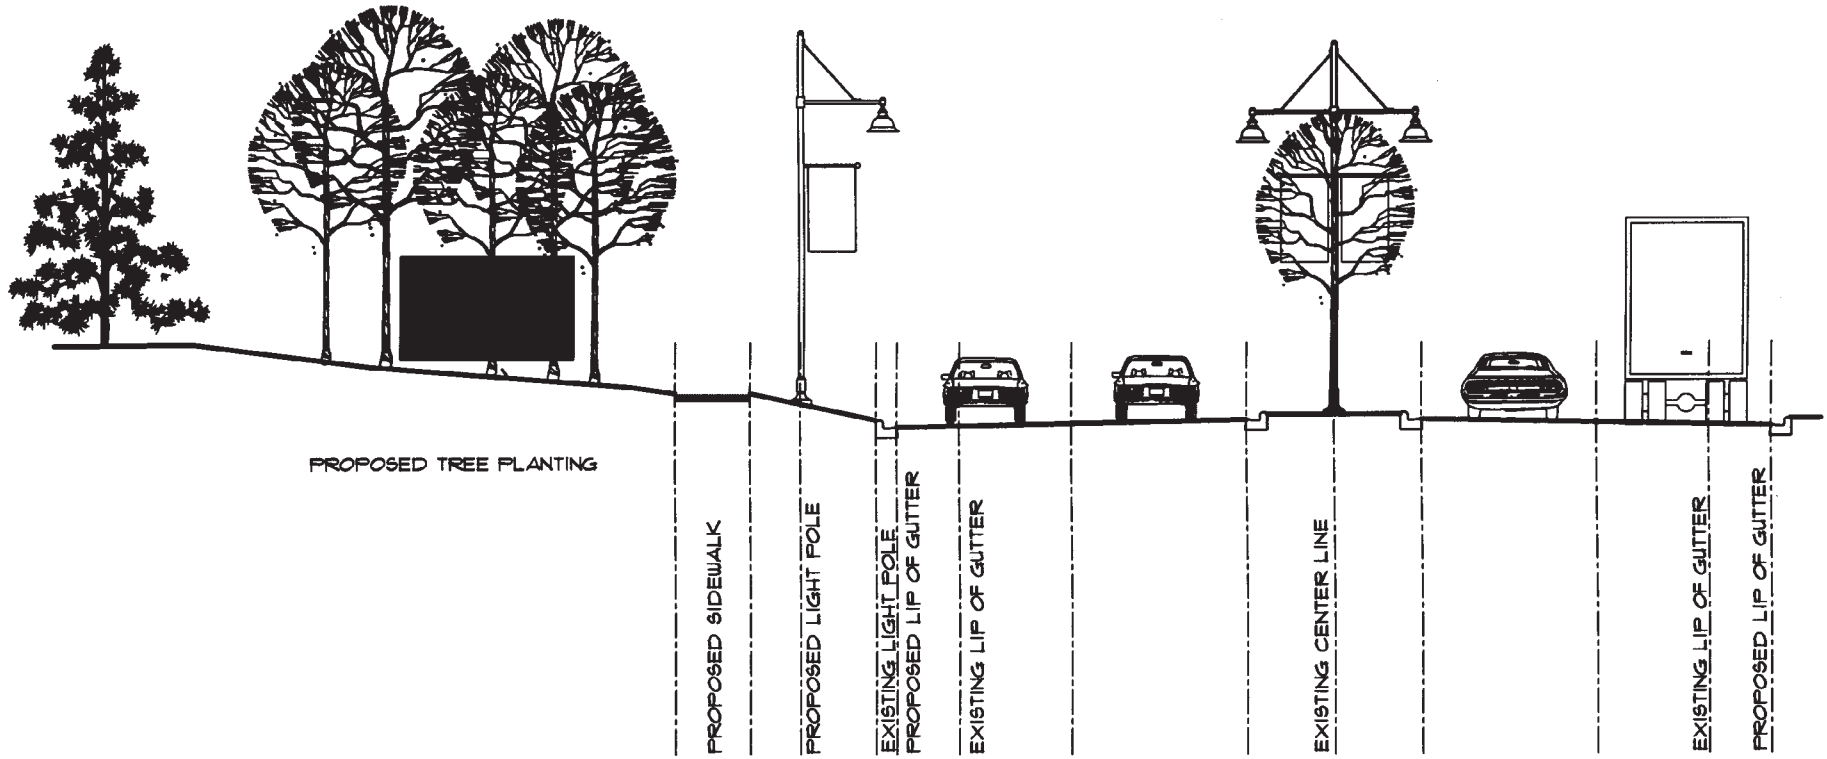 PROPOSED TREE PLANTING
PROPOSED SIDEWALK
PROPOSED LIGHT POLE
EXISTING LIGHT POLE
PROPOSED LIP OF GUTTER
EXISTING LIP OF GUTTER
EXISTING CENTER LINE
EXISTING LIP OF GUTTER
PROPOSED LIP OF GUTTER